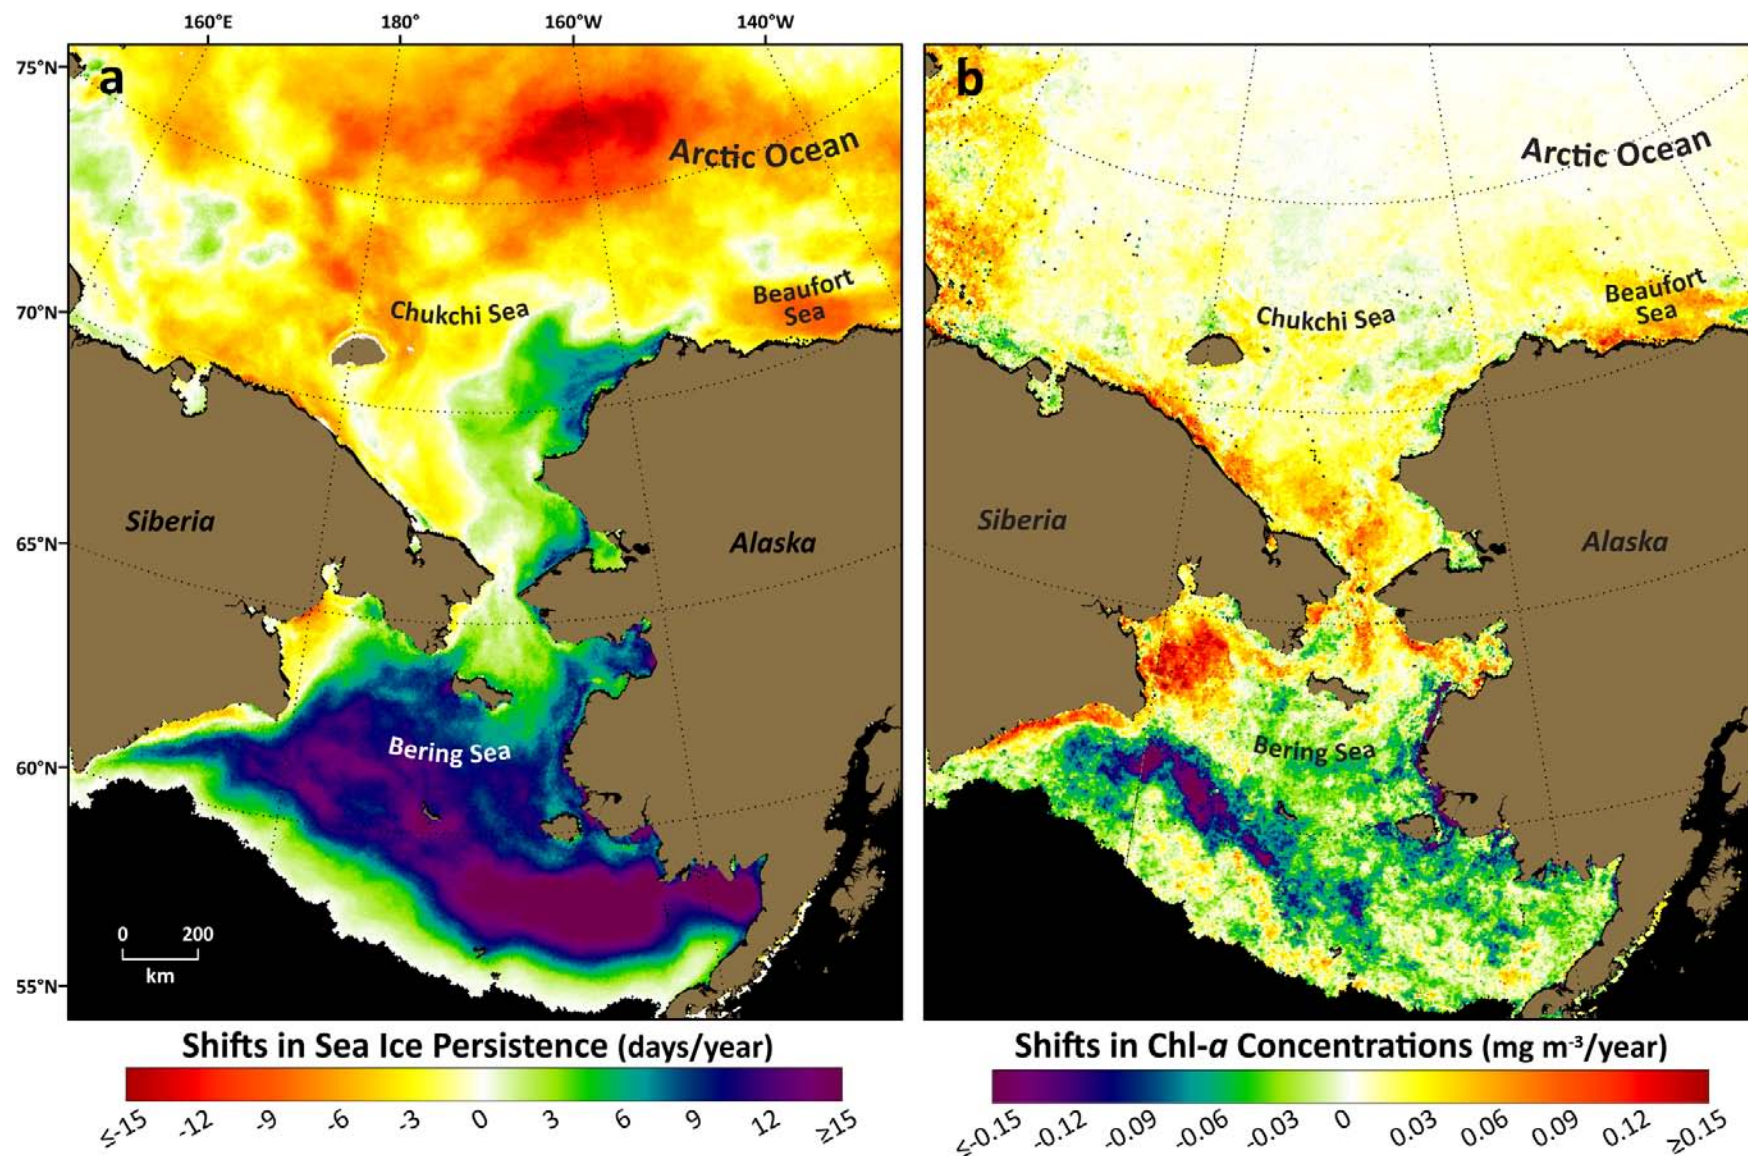 160°E 180° 160°W 140°W
75°N
a
b
Arctic Ocean
Arctic Ocean
70°N
Chukchi Sea
Beaufort
Sea
Chukchi Sea
Beaufort
Sea
65°N
Siberia
Alaska
Siberia
Alaska
60°N
Bering Sea
Bering Sea
0 200
km
55°N
Shifts in Sea Ice Persistence (days/year)
≤-15 -12 -9 -6 -3 0 3 6 9 12 ≥15
Shifts in Chl-a Concentrations (mg m⁻³/year)
≤-0.15 -0.12 -0.09 -0.06 -0.03 0 0.03 0.06 0.09 0.12 ≥0.15